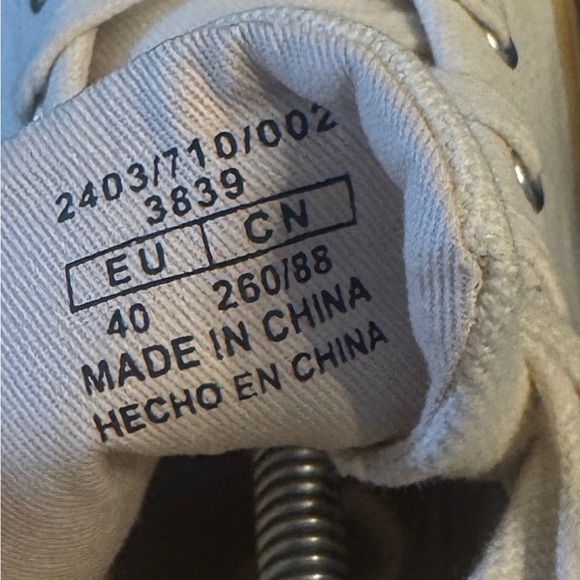 2403/710/002
3839
EU CN
40 260/88
MADE IN CHINA
HECHO EN CHINA